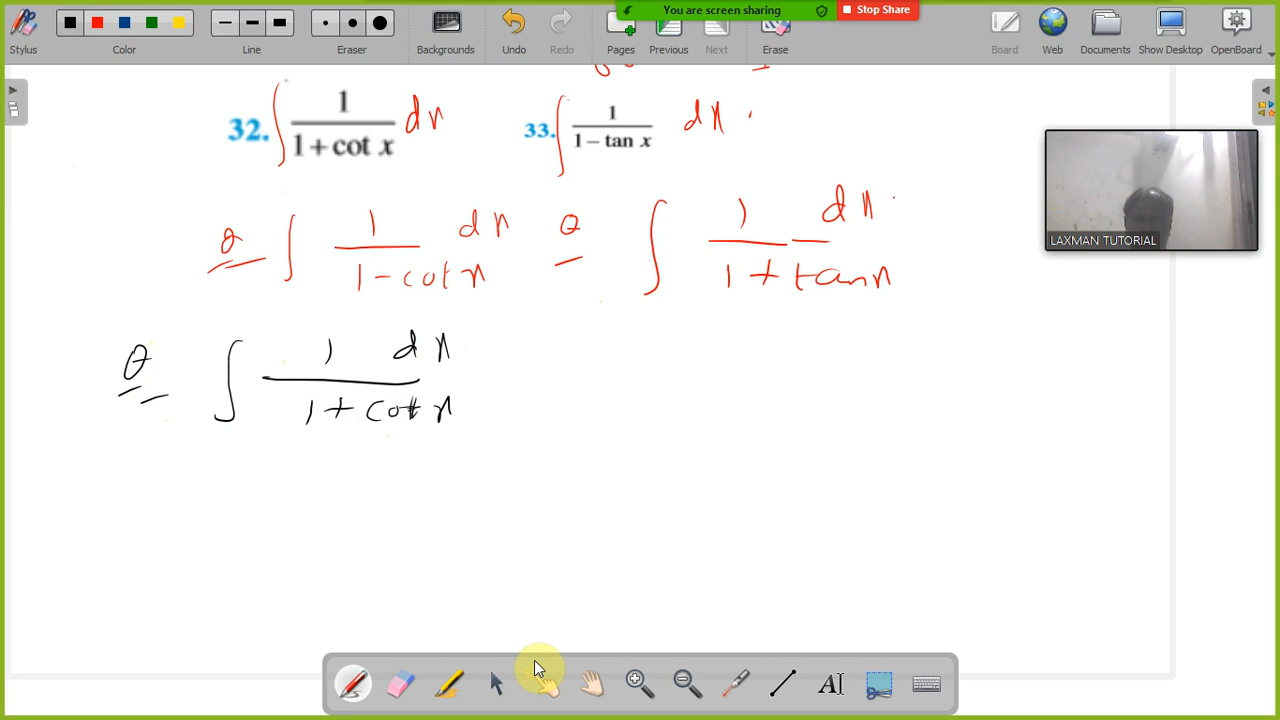 You are screen sharing Stop Share
Stylus Color Line Eraser Backgrounds Undo Redo Pages Previous Next Erase Board Web Documents Show Desktop OpenBoard
32. ∫ 1/(1+cot x) dx 33. ∫ 1/(1−tan x) dx
Q ∫ 1/(1−cot x) dx Q ∫ 1/(1+tan x) dx
LAXMAN TUTORIAL
Q ∫ 1 dx/(1+cot x)